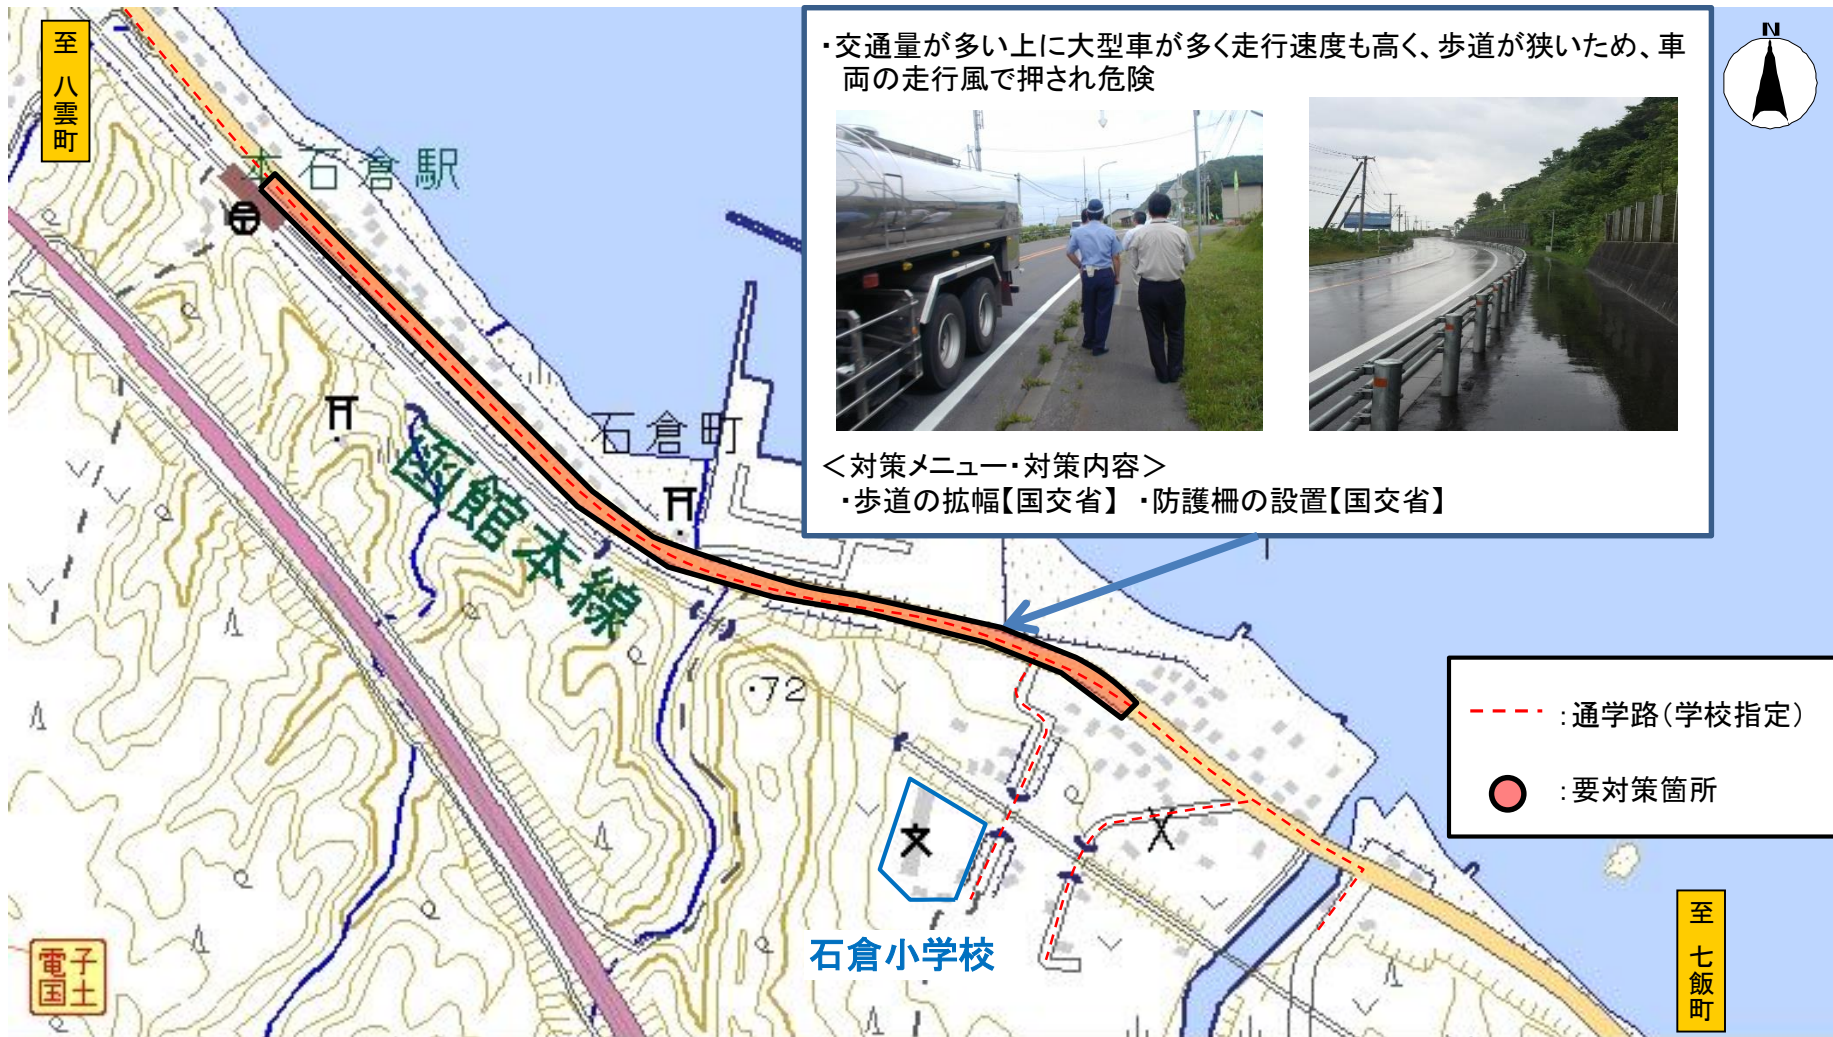 至 八雲町
・交通量が多い上に大型車が多く走行速度も高く、歩道が狭いため、車
両の走行風で押され危険
N
本石倉駅
石倉町
＜対策メニュー・対策内容＞
・歩道の拡幅【国交省】 ・防護柵の設置【国交省】
函館本線
・72
：通学路（学校指定）
：要対策箇所
石倉小学校
至 七飯町
電子
国土